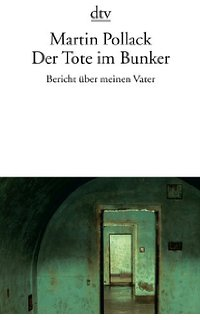 dtv
Martin Pollack
Der Tote im Bunker
Bericht über meinen Vater